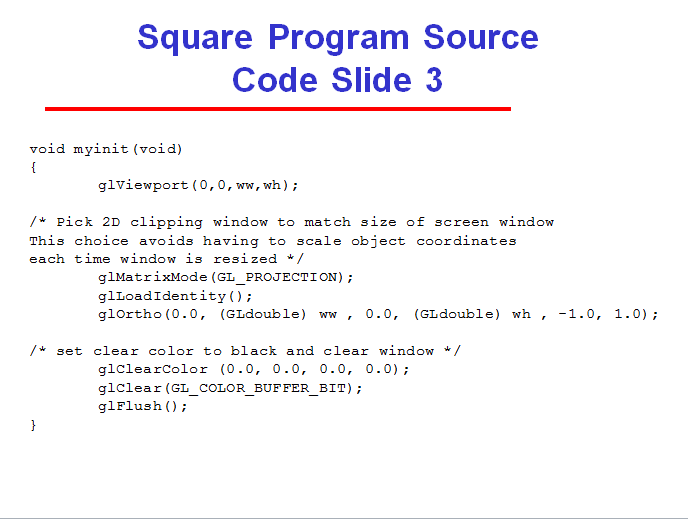 Square Program Source
Code Slide 3
void myinit(void)
{
glViewport(0,0,ww,wh);
/* Pick 2D clipping window to match size of screen window
This choice avoids having to scale object coordinates
each time window is resized */
glMatrixMode(GL_PROJECTION);
glLoadIdentity();
glOrtho(0.0, (GLdouble) ww , 0.0, (GLdouble) wh , -1.0, 1.0);
/* set clear color to black and clear window */
glClearColor (0.0, 0.0, 0.0, 0.0);
glClear(GL_COLOR_BUFFER_BIT);
glFlush();
}